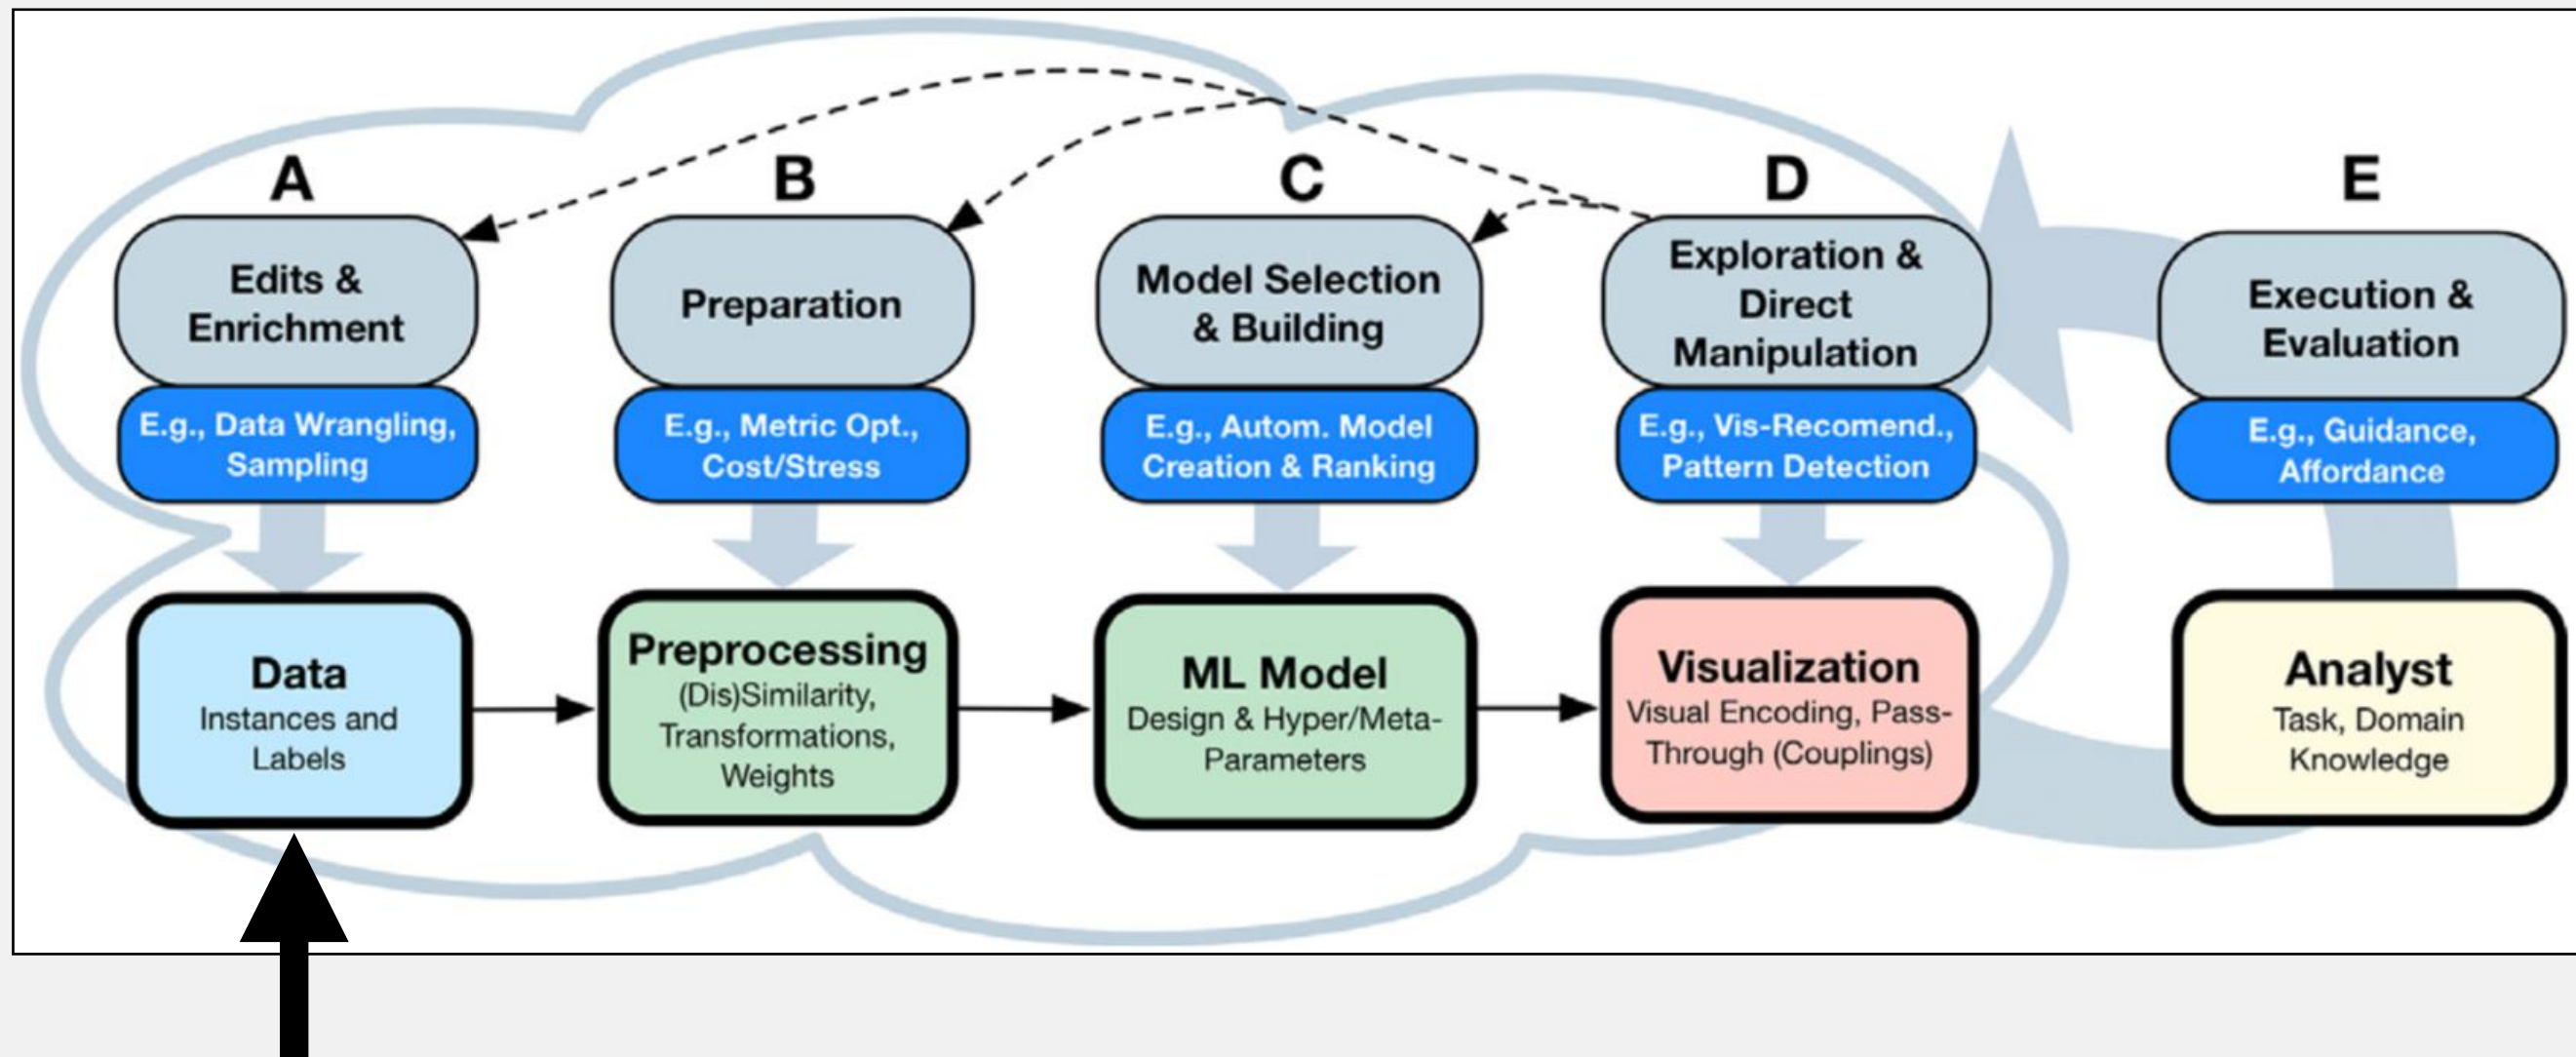 A
B
C
D
E
Edits &
Enrichment
Preparation
Model Selection
& Building
Exploration &
Direct
Manipulation
Execution &
Evaluation
E.g., Data Wrangling,
Sampling
E.g., Metric Opt.,
Cost/Stress
E.g., Autom. Model
Creation & Ranking
E.g., Vis-Recomend.,
Pattern Detection
E.g., Guidance,
Affordance
Data
Instances and
Labels
Preprocessing
(Dis)Similarity,
Transformations,
Weights
ML Model
Design & Hyper/Meta-
Parameters
Visualization
Visual Encoding, Pass-
Through (Couplings)
Analyst
Task, Domain
Knowledge